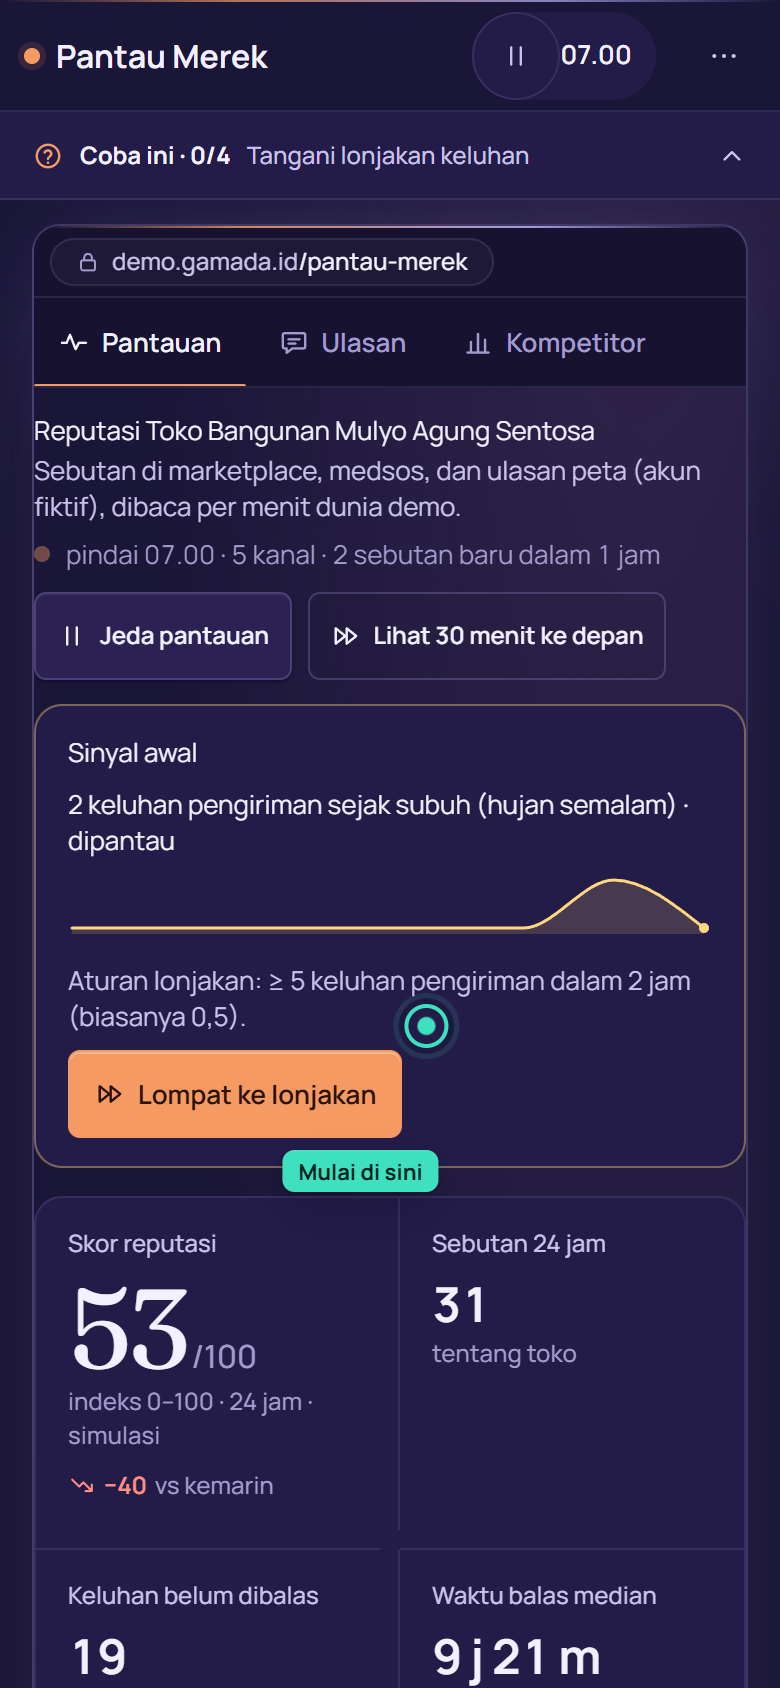 Pantau Merek
07.00
Coba ini · 0/4 Tangani lonjakan keluhan
demo.gamada.id/pantau-merek
Pantauan Ulasan Kompetitor
Reputasi Toko Bangunan Mulyo Agung Sentosa
Sebutan di marketplace, medsos, dan ulasan peta (akun
fiktif), dibaca per menit dunia demo.
pindai 07.00 · 5 kanal · 2 sebutan baru dalam 1 jam
Jeda pantauan Lihat 30 menit ke depan
Sinyal awal
2 keluhan pengiriman sejak subuh (hujan semalam) ·
dipantau
Aturan lonjakan: ≥ 5 keluhan pengiriman dalam 2 jam
(biasanya 0,5).
Lompat ke lonjakan
Mulai di sini
Skor reputasi
53/100
indeks 0–100 · 24 jam ·
simulasi
−40 vs kemarin
Sebutan 24 jam
31
tentang toko
Keluhan belum dibalas
19
Waktu balas median
9 j 21 m